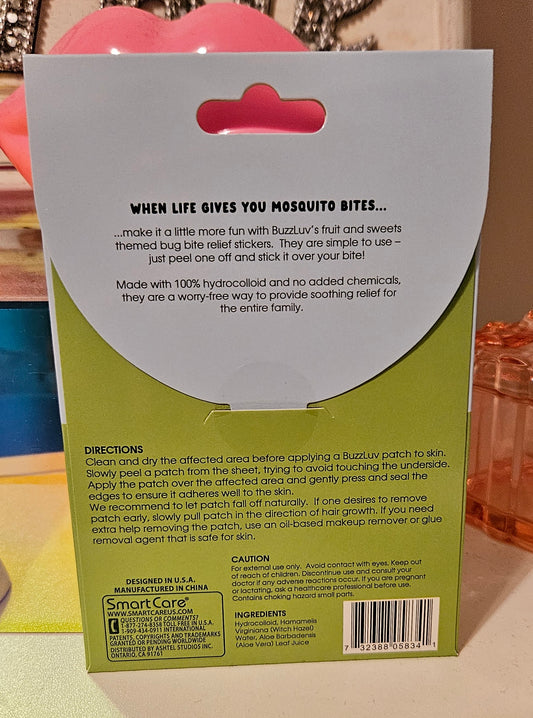 WHEN LIFE GIVES YOU MOSQUITO BITES...
...make it a little more fun with BuzzLuv's fruit and sweets
themed bug bite relief stickers. They are simple to use –
just peel one off and stick it over your bite!
Made with 100% hydrocolloid and no added chemicals,
they are a worry-free way to provide soothing relief for
the entire family.
DIRECTIONS
Clean and dry the affected area before applying a BuzzLuv patch to skin.
Slowly peel a patch from the sheet, trying to avoid touching the underside.
Apply the patch over the affected area and gently press and seal the
edges to ensure it adheres well to the skin.
We recommend to let patch fall off naturally. If one desires to remove
patch early, slowly pull patch in the direction of hair growth. If you need
extra help removing the patch, use an oil-based makeup remover or glue
removal agent that is safe for skin.
CAUTION
For external use only. Avoid contact with eyes. Keep out
of reach of children. Discontinue use and consult your
doctor if any adverse reactions occur. If you are pregnant
or lactating, ask a healthcare professional before use.
Contains choking hazard small parts.
DESIGNED IN U.S.A.
MANUFACTURED IN CHINA
SmartCare®
WWW.SMARTCAREUS.COM
QUESTIONS OR COMMENTS?
1-877-274-8358 TOLL FREE IN U.S.A.
1-909-434-0911 INTERNATIONAL
PATENTS, COPYRIGHTS AND TRADEMARKS
GRANTED OR PENDING WORLDWIDE
DISTRIBUTED BY ASHTEL STUDIOS INC.
ONTARIO, CA 91761
INGREDIENTS
Hydrocolloid, Hamamelis
Virginiana (Witch Hazel)
Water, Aloe Barbadensis
(Aloe Vera) Leaf Juice
7 32388 05834 1